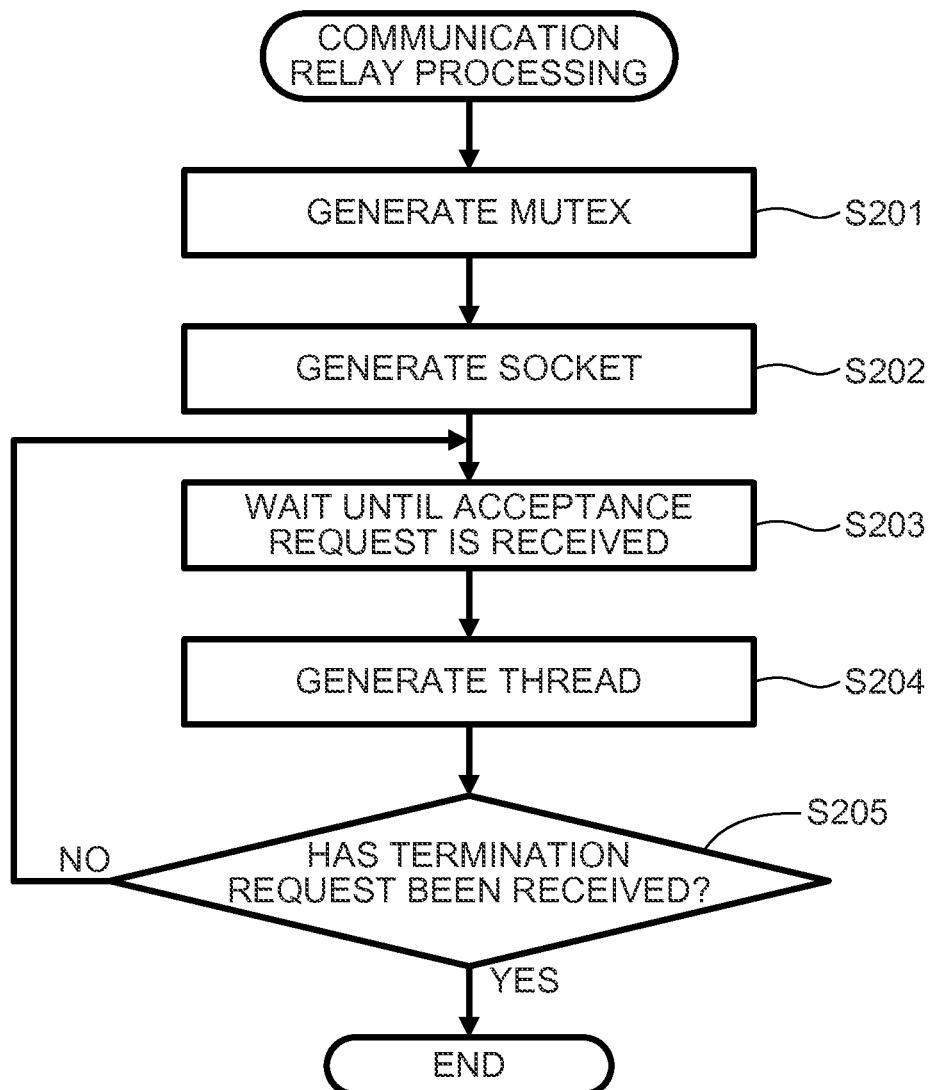 COMMUNICATION
RELAY PROCESSING
GENERATE MUTEX
S201
GENERATE SOCKET
S202
WAIT UNTIL ACCEPTANCE
REQUEST IS RECEIVED
S203
GENERATE THREAD
S204
S205
HAS TERMINATION
REQUEST BEEN RECEIVED?
NO
YES
END